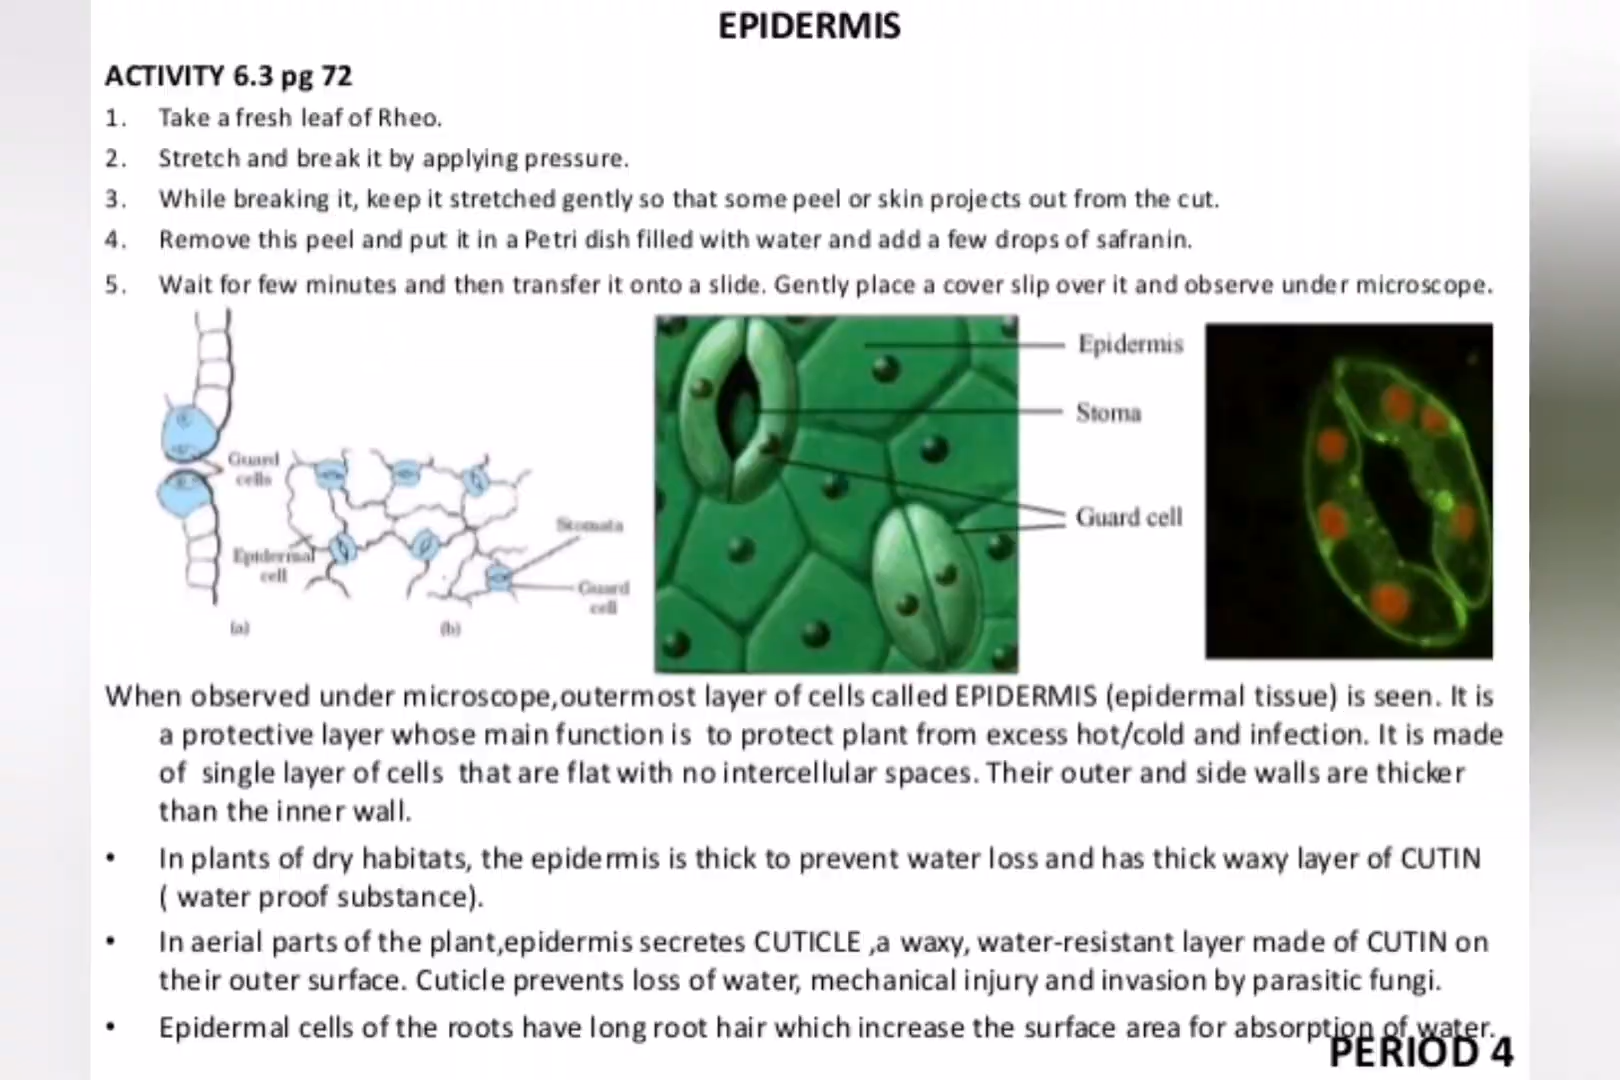 EPIDERMIS
ACTIVITY 6.3 pg 72
1. Take a fresh leaf of Rheo.
2. Stretch and break it by applying pressure.
3. While breaking it, keep it stretched gently so that some peel or skin projects out from the cut.
4. Remove this peel and put it in a Petri dish filled with water and add a few drops of safranin.
5. Wait for few minutes and then transfer it onto a slide. Gently place a cover slip over it and observe under microscope.
Guard
cells
Epidermal
cell
(a)
Stomata
Guard
cell
(b)
Epidermis
Stoma
Guard cell
When observed under microscope,outermost layer of cells called EPIDERMIS (epidermal tissue) is seen. It is
a protective layer whose main function is to protect plant from excess hot/cold and infection. It is made
of single layer of cells that are flat with no intercellular spaces. Their outer and side walls are thicker
than the inner wall.
• In plants of dry habitats, the epidermis is thick to prevent water loss and has thick waxy layer of CUTIN
( water proof substance).
• In aerial parts of the plant,epidermis secretes CUTICLE ,a waxy, water-resistant layer made of CUTIN on
their outer surface. Cuticle prevents loss of water, mechanical injury and invasion by parasitic fungi.
• Epidermal cells of the roots have long root hair which increase the surface area for absorption of water.
PERIOD 4